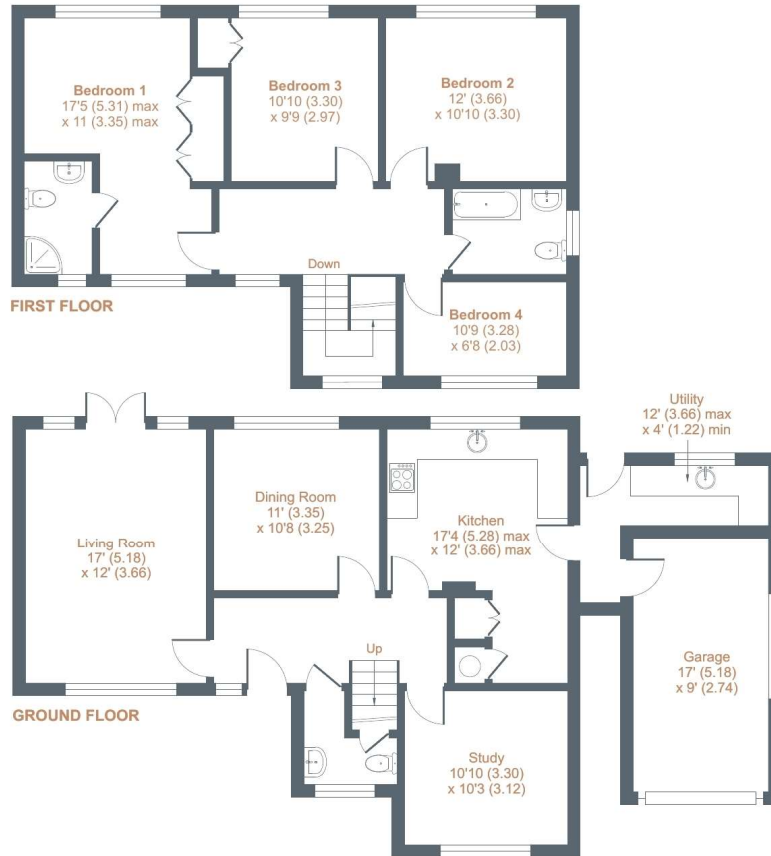 Bedroom 1
17'5 (5.31) max
x 11 (3.35) max
Bedroom 3
10'10 (3.30)
x 9'9 (2.97)
Bedroom 2
12' (3.66)
x 10'10 (3.30)
Down
Bedroom 4
10'9 (3.28)
x 6'8 (2.03)
FIRST FLOOR
Utility
12' (3.66) max
x 4' (1.22) min
Living Room
17' (5.18)
x 12' (3.66)
Dining Room
11' (3.35)
x 10'8 (3.25)
Kitchen
17'4 (5.28) max
x 12' (3.66) max
Up
Garage
17' (5.18)
x 9' (2.74)
Study
10'10 (3.30)
x 10'3 (3.12)
GROUND FLOOR